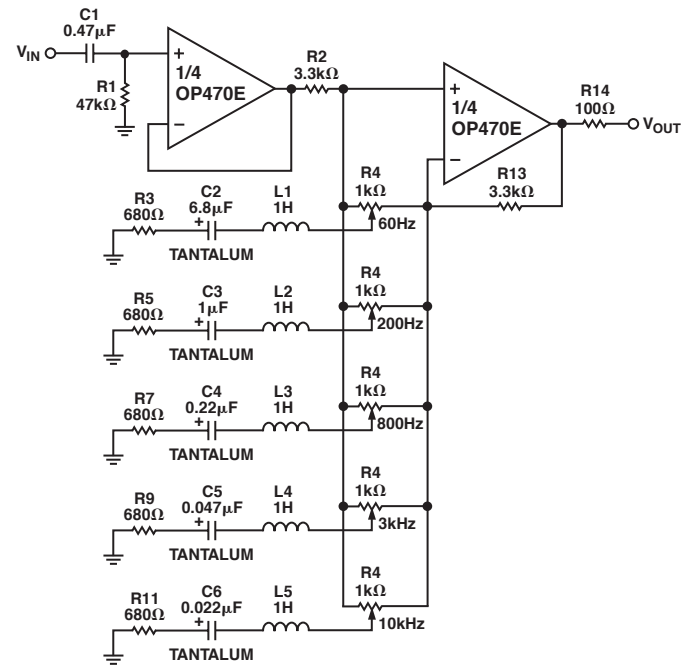 C1
0.47µF
VIN
R1
47kΩ
+
1/4
OP470E
−
R2
3.3kΩ
+
1/4
OP470E
−
R14
100Ω
VOUT
R13
3.3kΩ
R3
680Ω
C2
6.8µF
+
TANTALUM
L1
1H
R4
1kΩ
60Hz
R5
680Ω
C3
1µF
+
TANTALUM
L2
1H
R4
1kΩ
200Hz
R7
680Ω
C4
0.22µF
+
TANTALUM
L3
1H
R4
1kΩ
800Hz
R9
680Ω
C5
0.047µF
+
TANTALUM
L4
1H
R4
1kΩ
3kHz
R11
680Ω
C6
0.022µF
+
TANTALUM
L5
1H
R4
1kΩ
10kHz